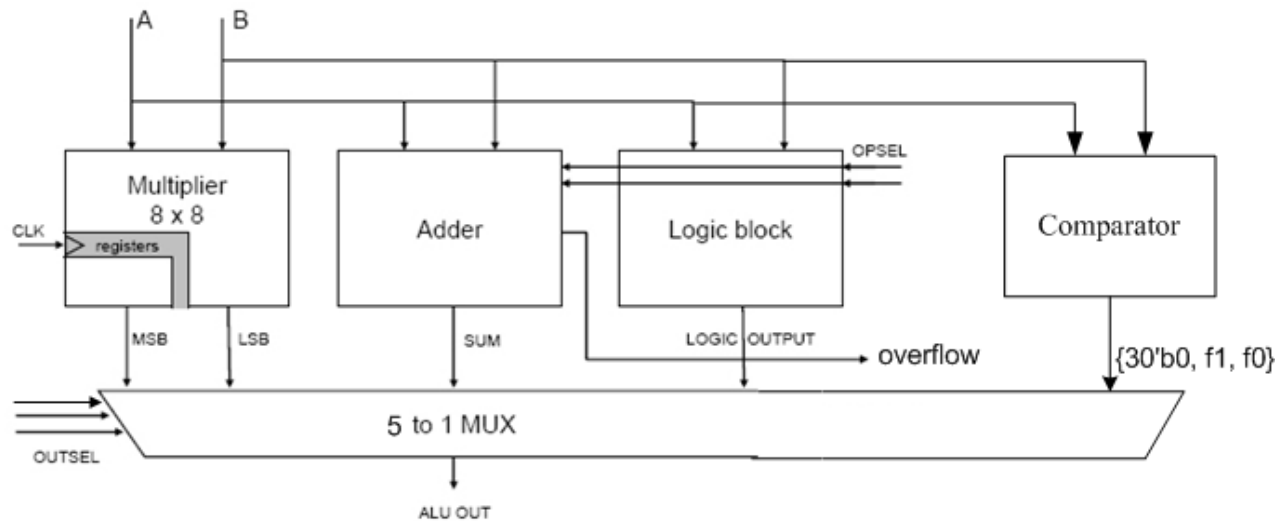 A
B
OPSEL
Multiplier
8 x 8
Adder
Logic block
Comparator
CLK
registers
MSB
LSB
SUM
LOGIC OUTPUT
overflow
{30'b0, f1, f0}
5 to 1 MUX
OUTSEL
ALU OUT